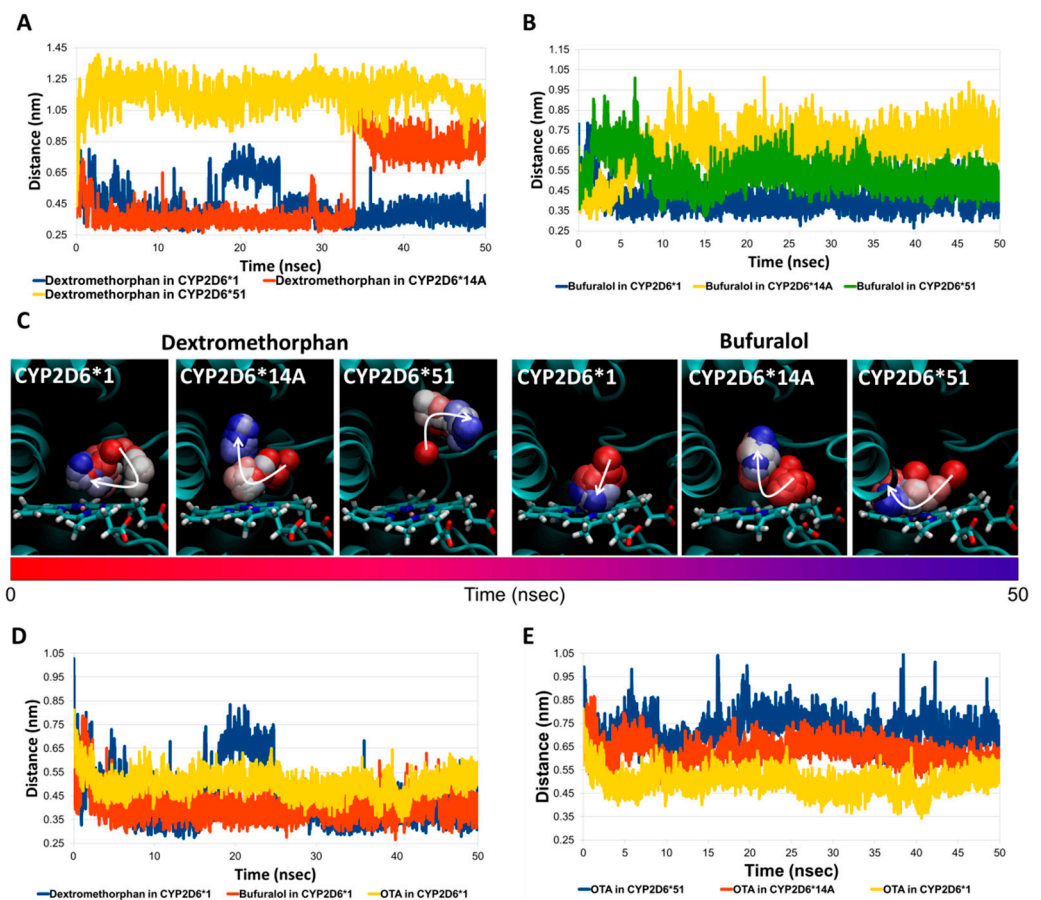 A
Distance (nm)
1.45
1.25
1.05
0.85
0.65
0.45
0.25
0 10 20 30 40 50
Time (nsec)
Dextromethorphan in CYP2D6*1 Dextromethorphan in CYP2D6*14A
Dextromethorphan in CYP2D6*51
B
Distance (nm)
1.15
1.05
0.95
0.85
0.75
0.65
0.55
0.45
0.35
0.25
0 5 10 15 20 25 30 35 40 45 50
Time (nsec)
Bufuralol in CYP2D6*1 Bufuralol in CYP2D6*14A Bufuralol in CYP2D6*51
C
Dextromethorphan Bufuralol
CYP2D6*1 CYP2D6*14A CYP2D6*51 CYP2D6*1 CYP2D6*14A CYP2D6*51
0 Time (nsec) 50
D
Distance (nm)
1.05
0.95
0.85
0.75
0.65
0.55
0.45
0.35
0.25
0 10 20 30 40 50
Time (nsec)
Dextromethorphan in CYP2D6*1 Bufuralol in CYP2D6*1 OTA in CYP2D6*1
E
Distance (nm)
1.05
0.95
0.85
0.75
0.65
0.55
0.45
0.35
0.25
0 5 10 15 20 25 30 35 40 45 50
Time (nsec)
OTA in CYP2D6*51 OTA in CYP2D6*14A OTA in CYP2D6*1